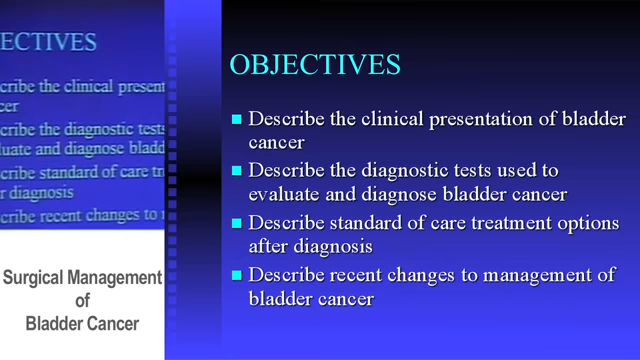 ECTIVES
cribe the clinical present
cer
cribe the diagnostic tests
luate and diagnose bladd
cribe standard of care tre
r diagnosis
cribe recent changes to
Surgical Management
of
Bladder Cancer
OBJECTIVES
Describe the clinical presentation of bladder
cancer
Describe the diagnostic tests used to
evaluate and diagnose bladder cancer
Describe standard of care treatment options
after diagnosis
Describe recent changes to management of
bladder cancer